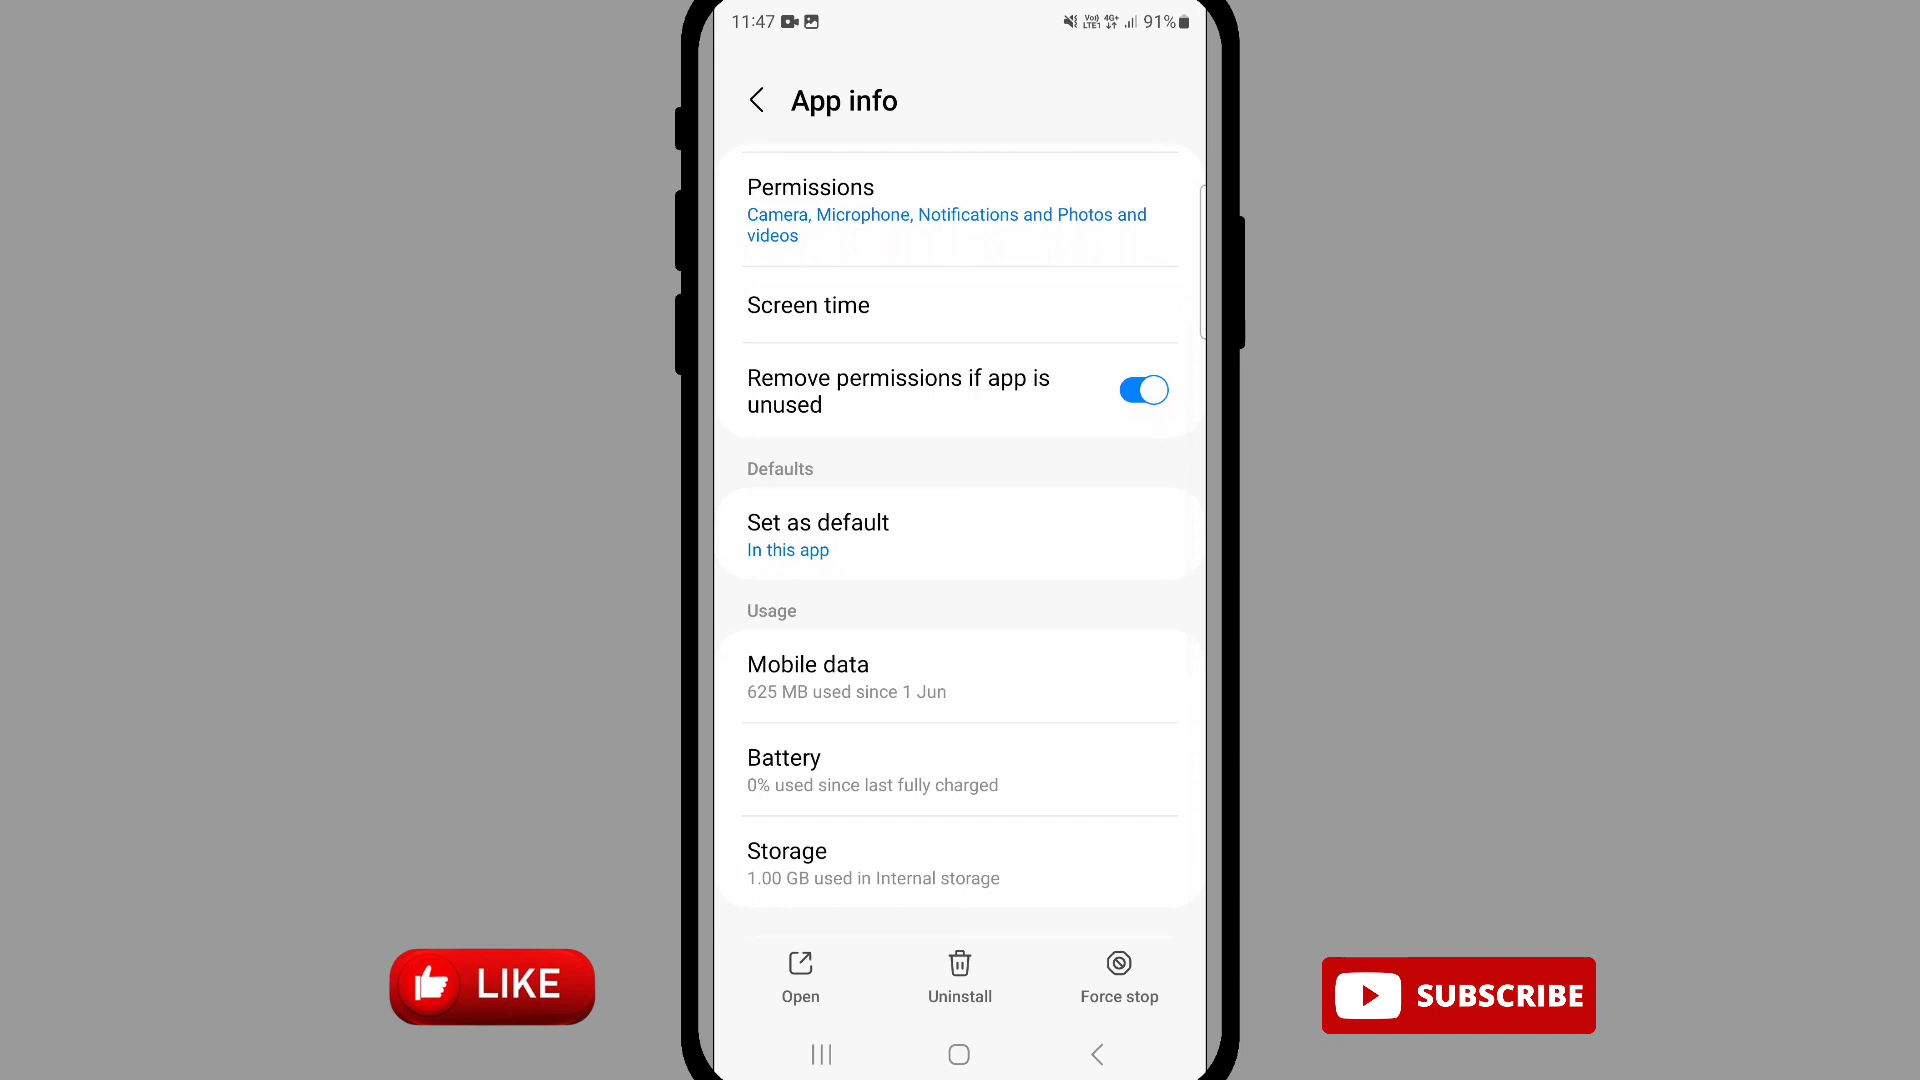 11:47 Vo)) LTE1 4G+ 91%
App info
Permissions
Camera, Microphone, Notifications and Photos and
videos
Screen time
Remove permissions if app is
unused
Defaults
Set as default
In this app
Usage
Mobile data
625 MB used since 1 Jun
Battery
0% used since last fully charged
Storage
1.00 GB used in Internal storage
Open Uninstall Force stop
LIKE
SUBSCRIBE